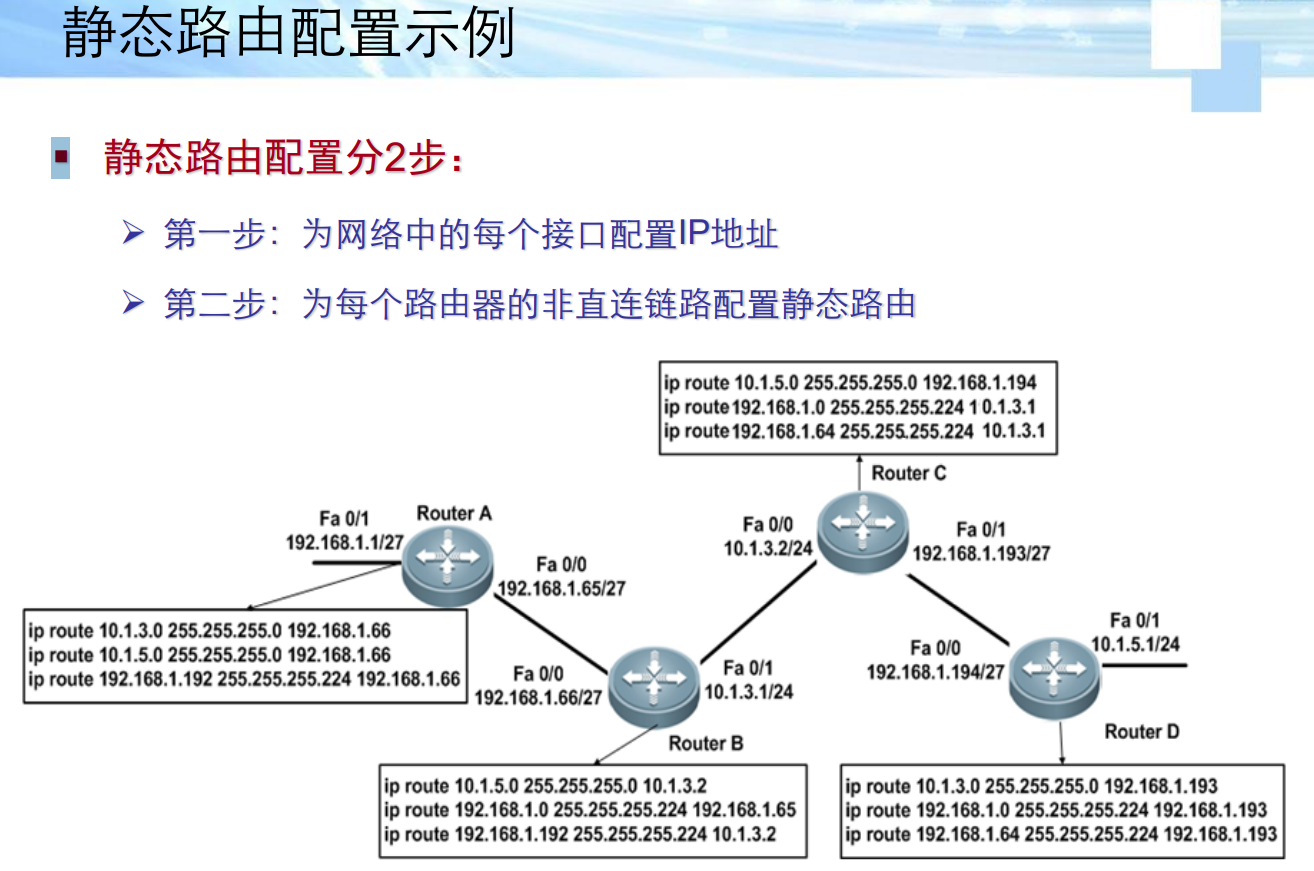 静态路由配置示例
静态路由配置分2步：
第一步：为网络中的每个接口配置IP地址
第二步：为每个路由器的非直连链路配置静态路由
ip route 10.1.5.0 255.255.255.0 192.168.1.194
ip route 192.168.1.0 255.255.255.224 1 0.1.3.1
ip route 192.168.1.64 255.255.255.224 10.1.3.1
Router C
Fa 0/0
10.1.3.2/24
Fa 0/1
192.168.1.193/27
Router A
Fa 0/1
192.168.1.1/27
Fa 0/0
192.168.1.65/27
ip route 10.1.3.0 255.255.255.0 192.168.1.66
ip route 10.1.5.0 255.255.255.0 192.168.1.66
ip route 192.168.1.192 255.255.255.224 192.168.1.66
Fa 0/0
192.168.1.66/27
Fa 0/1
10.1.3.1/24
Router B
Fa 0/0
192.168.1.194/27
Fa 0/1
10.1.5.1/24
Router D
ip route 10.1.5.0 255.255.255.0 10.1.3.2
ip route 192.168.1.0 255.255.255.224 192.168.1.65
ip route 192.168.1.192 255.255.255.224 10.1.3.2
ip route 10.1.3.0 255.255.255.0 192.168.1.193
ip route 192.168.1.0 255.255.255.224 192.168.1.193
ip route 192.168.1.64 255.255.255.224 192.168.1.193